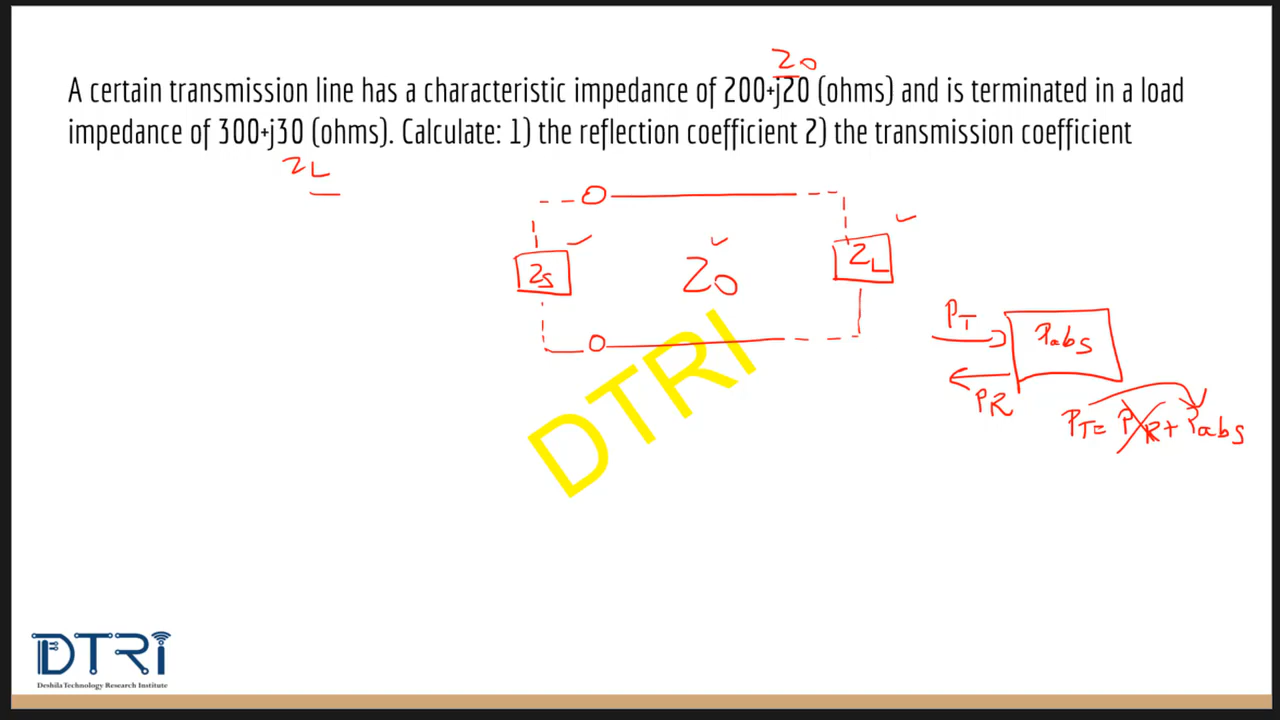 Z0
A certain transmission line has a characteristic impedance of 200+j20 (ohms) and is terminated in a load
impedance of 300+j30 (ohms). Calculate: 1) the reflection coefficient 2) the transmission coefficient
ZL
Zs
Z0
ZL
PT
Pabs
PR
PT= PR+ Pabs
DTRI
DTRI
Deshila Technology Research Institute